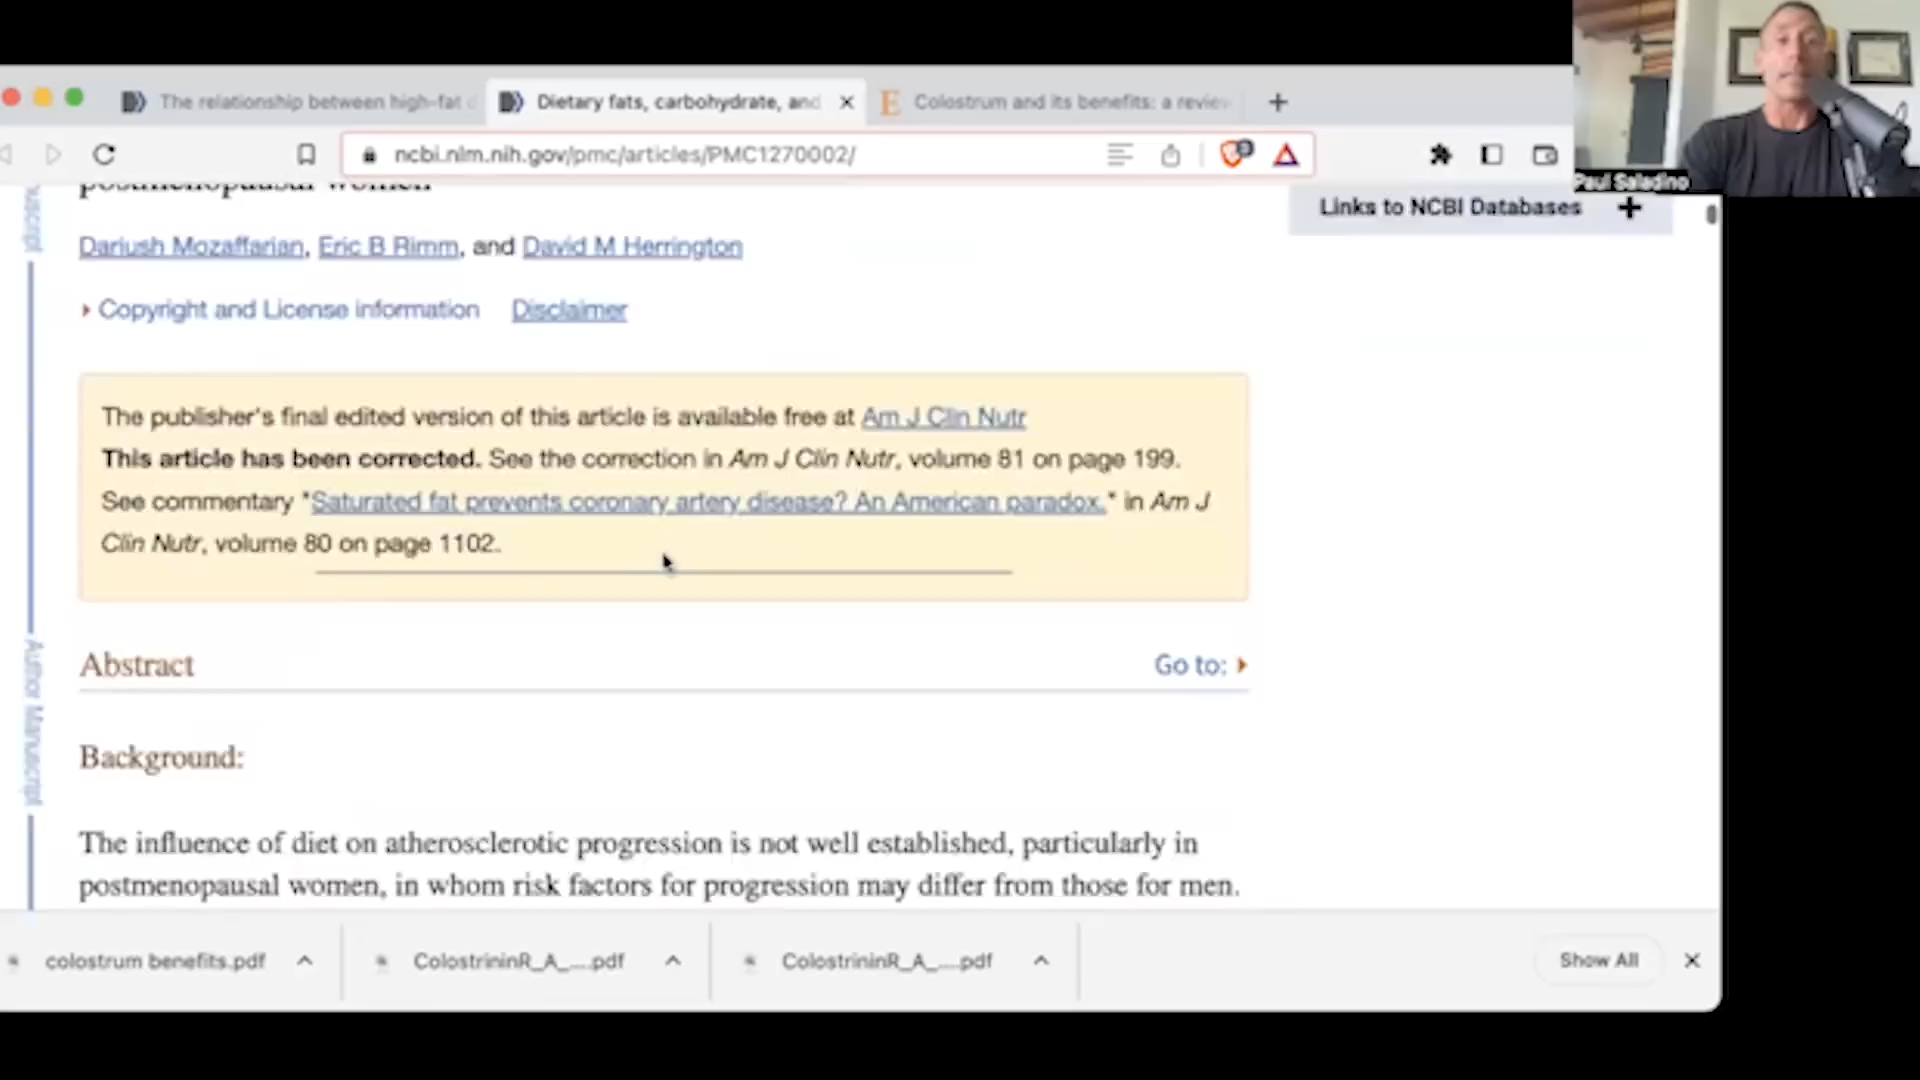 The relationship between high-fat
Dietary fats, carbohydrate, and
Colostrum and its benefits: a review
ncbi.nlm.nih.gov/pmc/articles/PMC1270002/
Paul Saladino
postmenopausal women
Links to NCBI Databases
Dariush Mozaffarian, Eric B Rimm, and David M Herrington
Copyright and License information Disclaimer
The publisher's final edited version of this article is available free at Am J Clin Nutr
This article has been corrected. See the correction in Am J Clin Nutr, volume 81 on page 199.
See commentary "Saturated fat prevents coronary artery disease? An American paradox." in Am J
Clin Nutr, volume 80 on page 1102.
Author Manuscript
Abstract
Go to:
Background:
The influence of diet on atherosclerotic progression is not well established, particularly in
postmenopausal women, in whom risk factors for progression may differ from those for men.
colostrum benefits.pdf
ColostrininR_A_....pdf
ColostrininR_A_....pdf
Show All